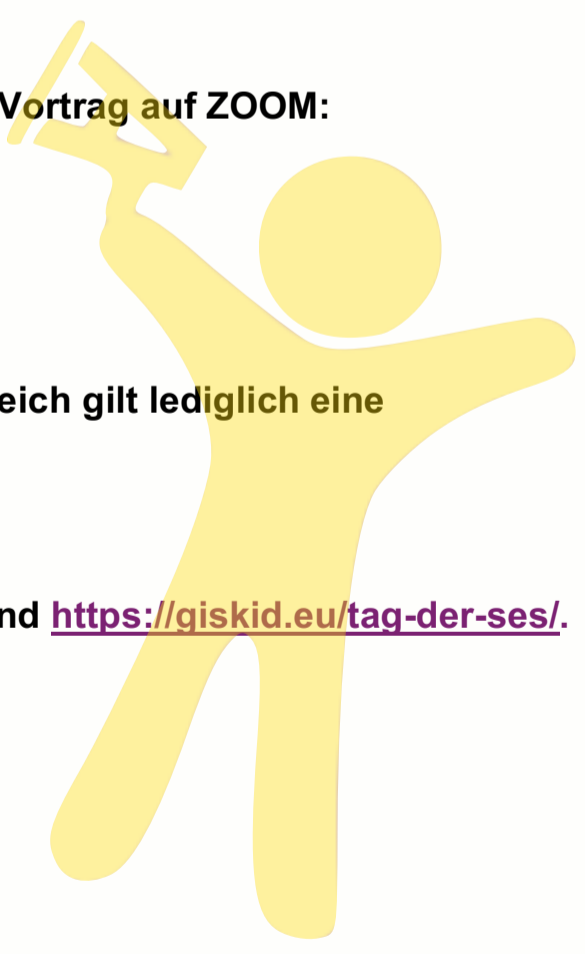 Vortrag auf ZOOM:
eich gilt lediglich eine
nd https://giskid.eu/tag-der-ses/.